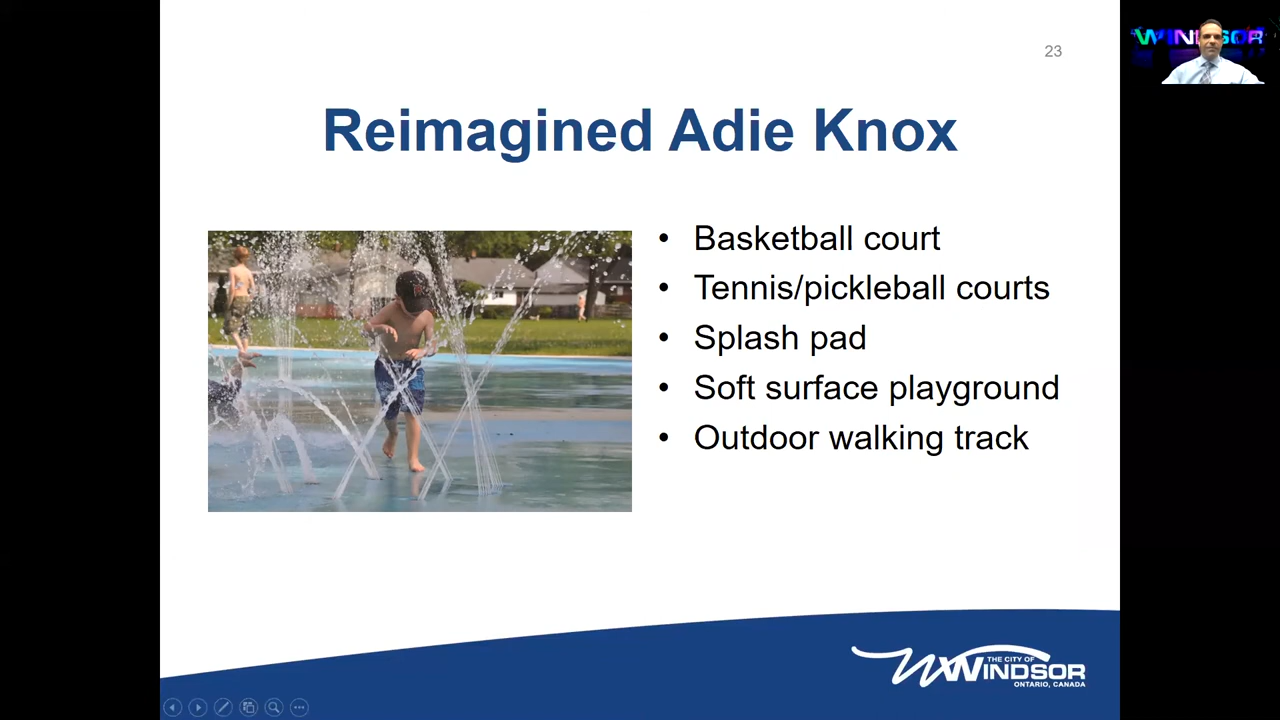 23
WINDSOR
Reimagined Adie Knox
• Basketball court
• Tennis/pickleball courts
• Splash pad
• Soft surface playground
• Outdoor walking track
THE CITY OF
WINDSOR
ONTARIO, CANADA